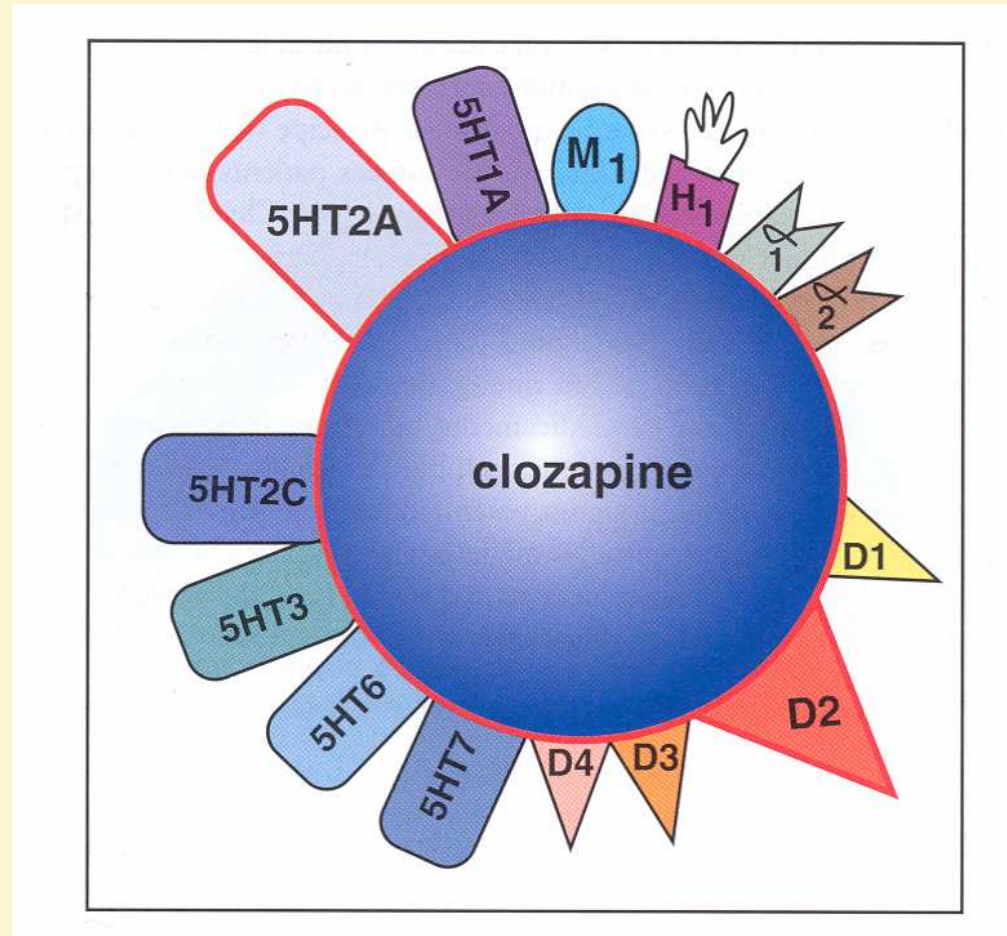 5HT2A
5HT1A
M1
H1
α
1
α
2
clozapine
5HT2C
5HT3
5HT6
5HT7
D4
D3
D2
D1